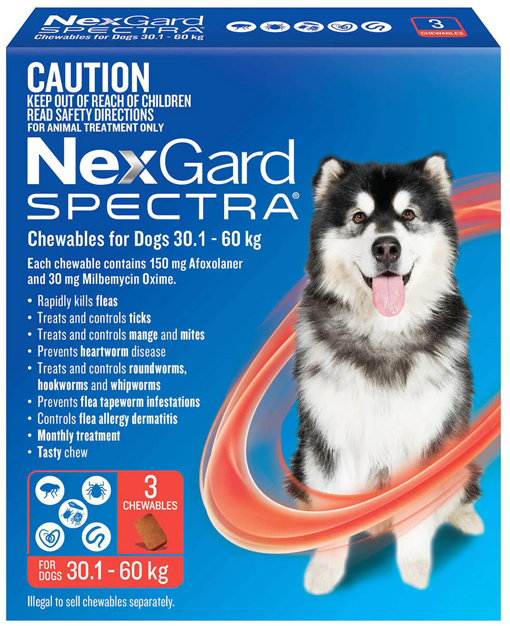 NexGard
SPECTRA®
Chewables for Dogs 30.1 - 60 kg
3
CHEWABLES
CAUTION
KEEP OUT OF REACH OF CHILDREN
READ SAFETY DIRECTIONS
FOR ANIMAL TREATMENT ONLY
NexGard
SPECTRA®
Chewables for Dogs 30.1 - 60 kg
Each chewable contains 150 mg Afoxolaner
and 30 mg Milbemycin Oxime.
• Rapidly kills fleas
• Treats and controls ticks
• Treats and controls mange and mites
• Prevents heartworm disease
• Treats and controls roundworms,
hookworms and whipworms
• Prevents flea tapeworm infestations
• Controls flea allergy dermatitis
• Monthly treatment
• Tasty chew
3
CHEWABLES
FOR
DOGS 30.1 - 60 kg
Illegal to sell chewables separately.